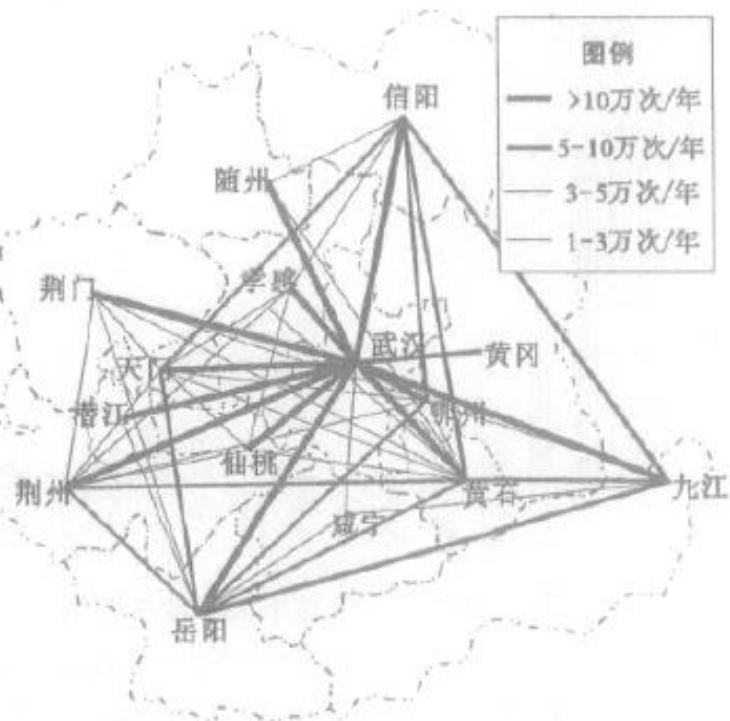 图例
>10万次/年
5-10万次/年
3-5万次/年
1-3万次/年
信阳
随州
孝感
荆门
武汉
黄冈
天门
潜江
鄂州
仙桃
荆州
黄石
九江
咸宁
岳阳